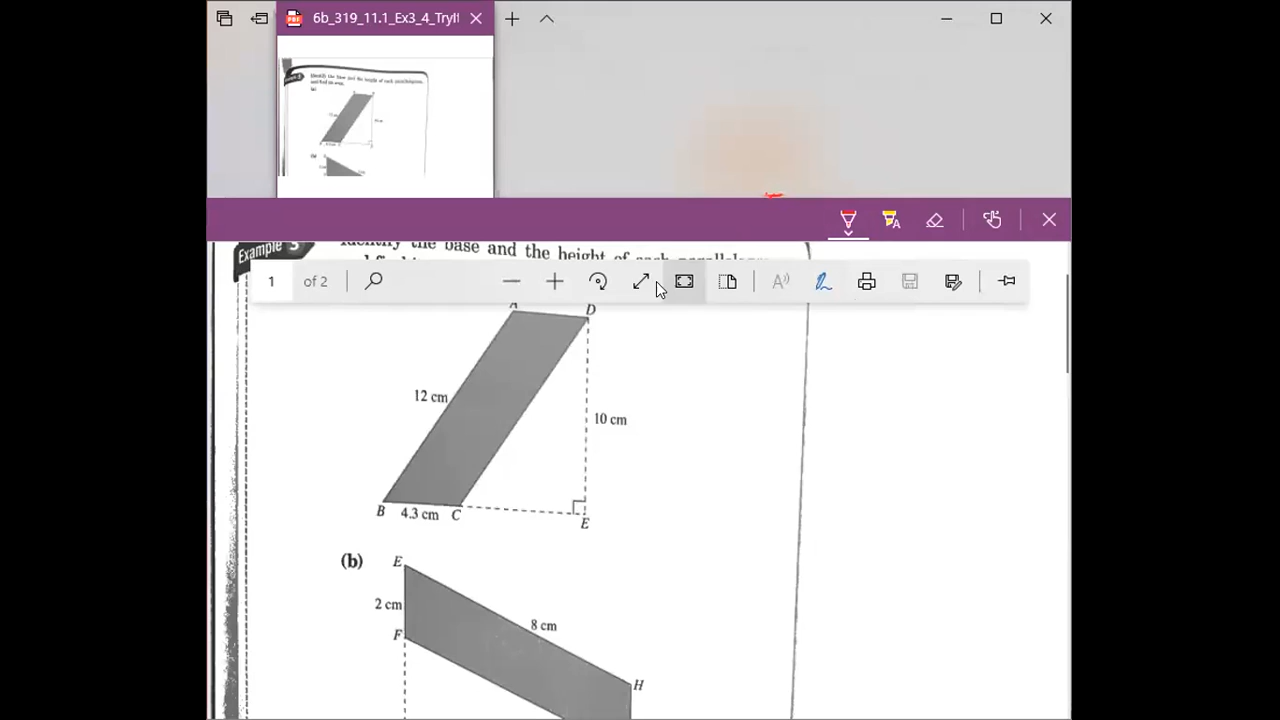 6b_319_11.1_Ex3_4_TryIt
Example 3
Identify the base and the height of each parallelogram
1 of 2
A D
12 cm
10 cm
B 4.3 cm C
E
(b) E
2 cm
8 cm
F
H